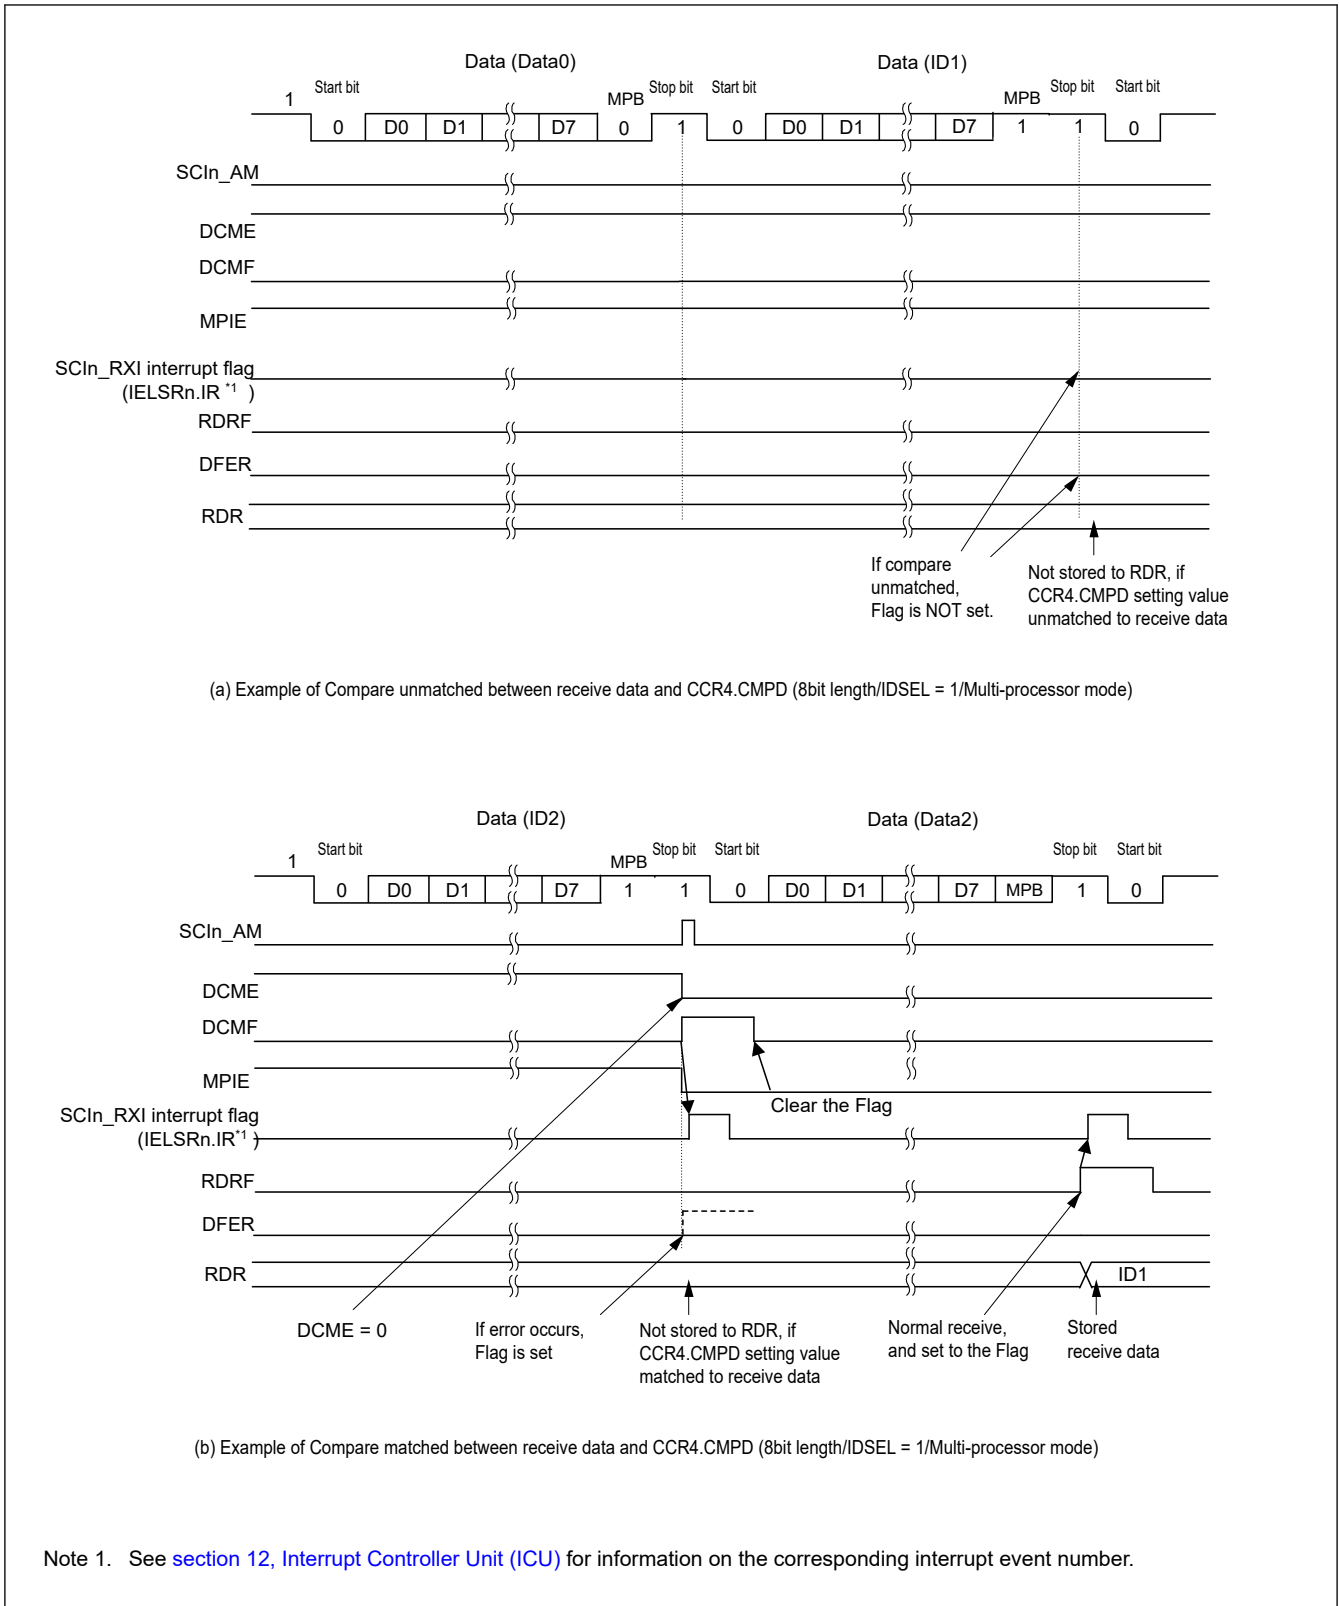 Data (Data0) Data (ID1)
Start bit MPB Stop bit Start bit MPB Stop bit Start bit
1 0 D0 D1 D7 0 1 0 D0 D1 D7 1 1 0
SCIn_AM
DCME
DCMF
MPIE
SCIn_RXI interrupt flag
(IELSRn.IR *1 )
RDRF
DFER
RDR
If compare
unmatched,
Flag is NOT set.
Not stored to RDR, if
CCR4.CMPD setting value
unmatched to receive data
(a) Example of Compare unmatched between receive data and CCR4.CMPD (8bit length/IDSEL = 1/Multi-processor mode)
Data (ID2) Data (Data2)
Start bit MPB Stop bit Start bit Stop bit Start bit
1 0 D0 D1 D7 1 1 0 D0 D1 D7 MPB 1 0
SCIn_AM
DCME
DCMF
MPIE
Clear the Flag
SCIn_RXI interrupt flag
(IELSRn.IR*1 )
RDRF
DFER
RDR ID1
DCME = 0
If error occurs,
Flag is set
Not stored to RDR, if
CCR4.CMPD setting value
matched to receive data
Normal receive,
and set to the Flag
Stored
receive data
(b) Example of Compare matched between receive data and CCR4.CMPD (8bit length/IDSEL = 1/Multi-processor mode)
Note 1. See section 12, Interrupt Controller Unit (ICU) for information on the corresponding interrupt event number.